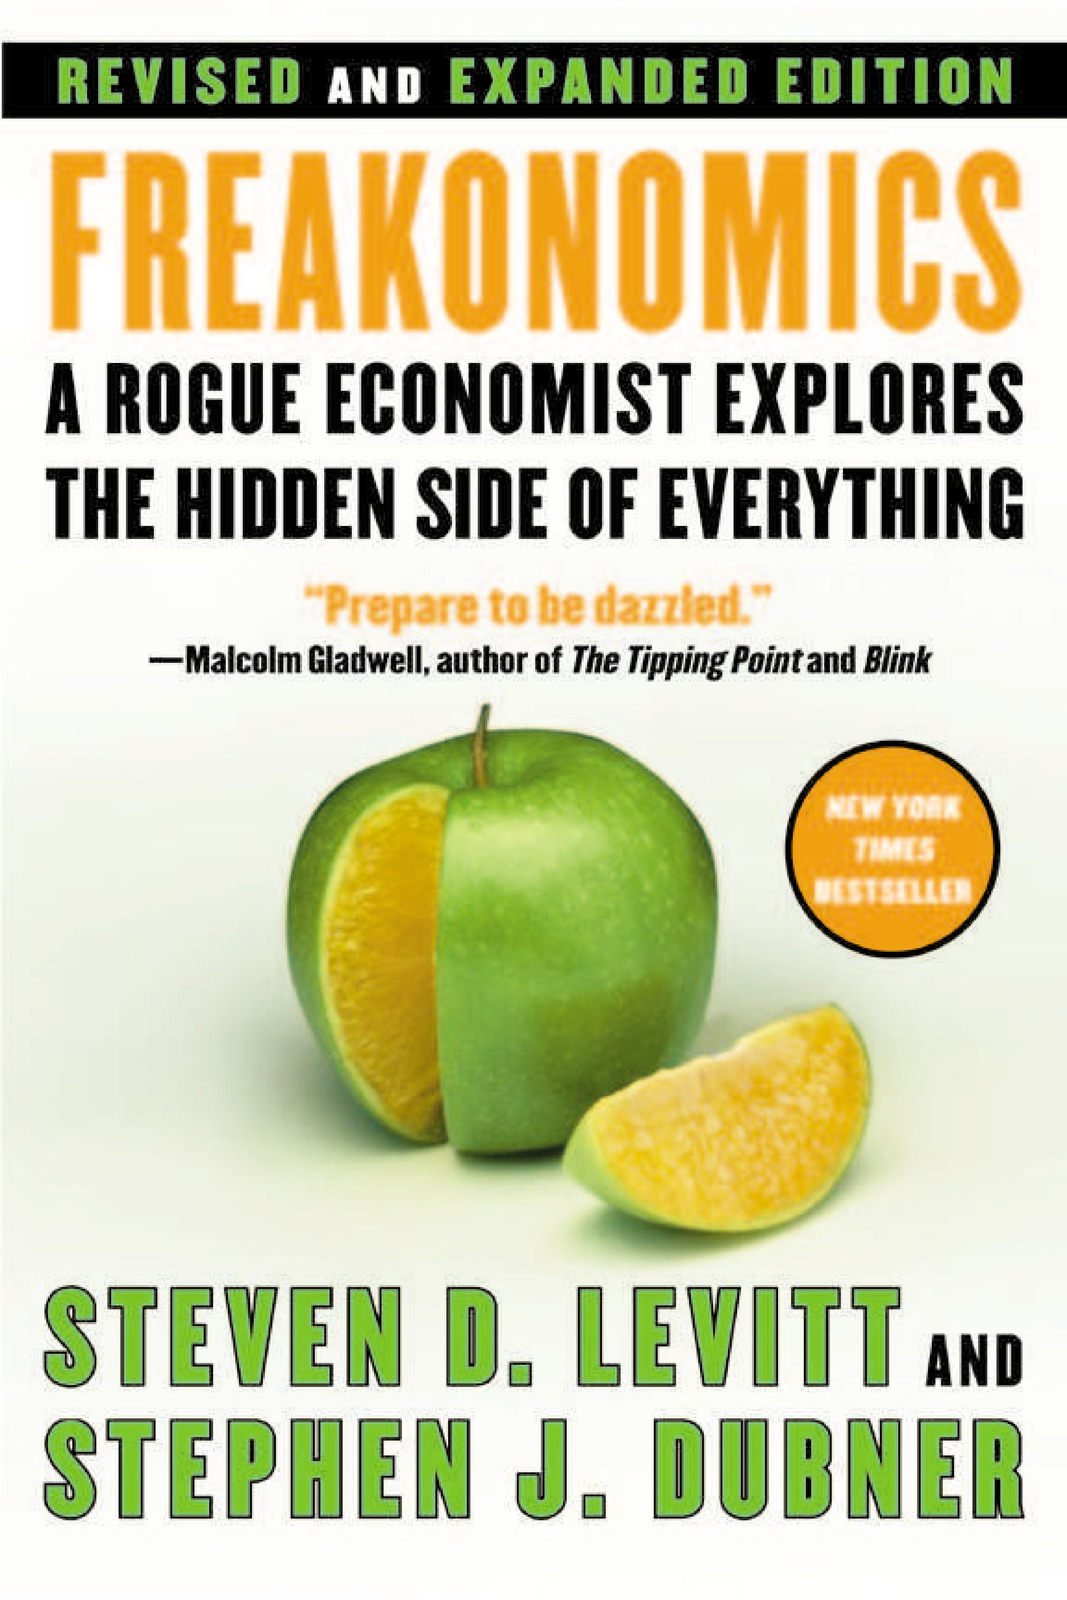 REVISED AND EXPANDED EDITION
FREAKONOMICS
A ROGUE ECONOMIST EXPLORES
THE HIDDEN SIDE OF EVERYTHING
“Prepare to be dazzled.”
—Malcolm Gladwell, author of The Tipping Point and Blink
NEW YORK
TIMES
BESTSELLER
STEVEN D. LEVITT AND
STEPHEN J. DUBNER